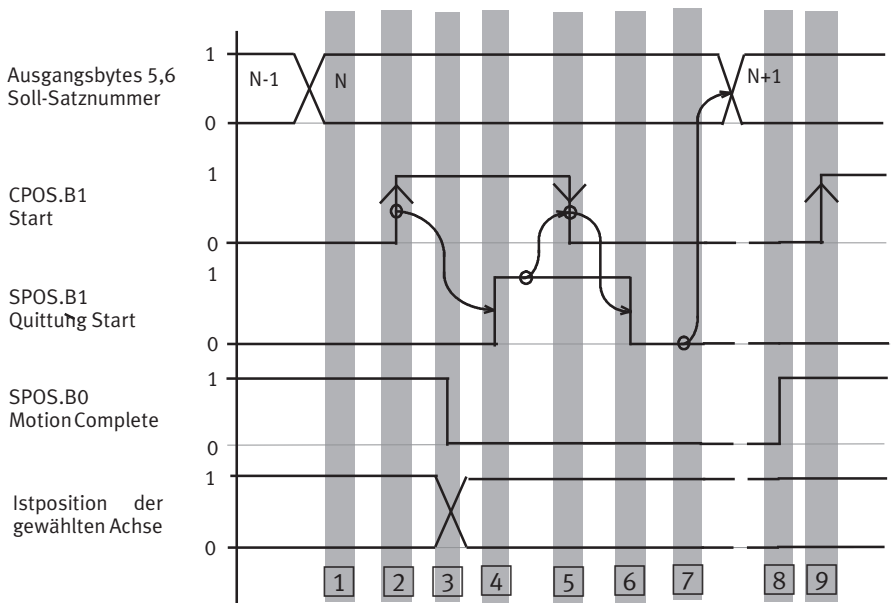 1
Ausgangsbytes 5,6
Soll-Satznummer
N-1
N
N+1
0
1
CPOS.B1
Start
0
1
SPOS.B1
Quittung Start
0
1
SPOS.B0
Motion Complete
0
1
Istposition der
gewählten Achse
0
1 2 3 4 5 6 7 8 9